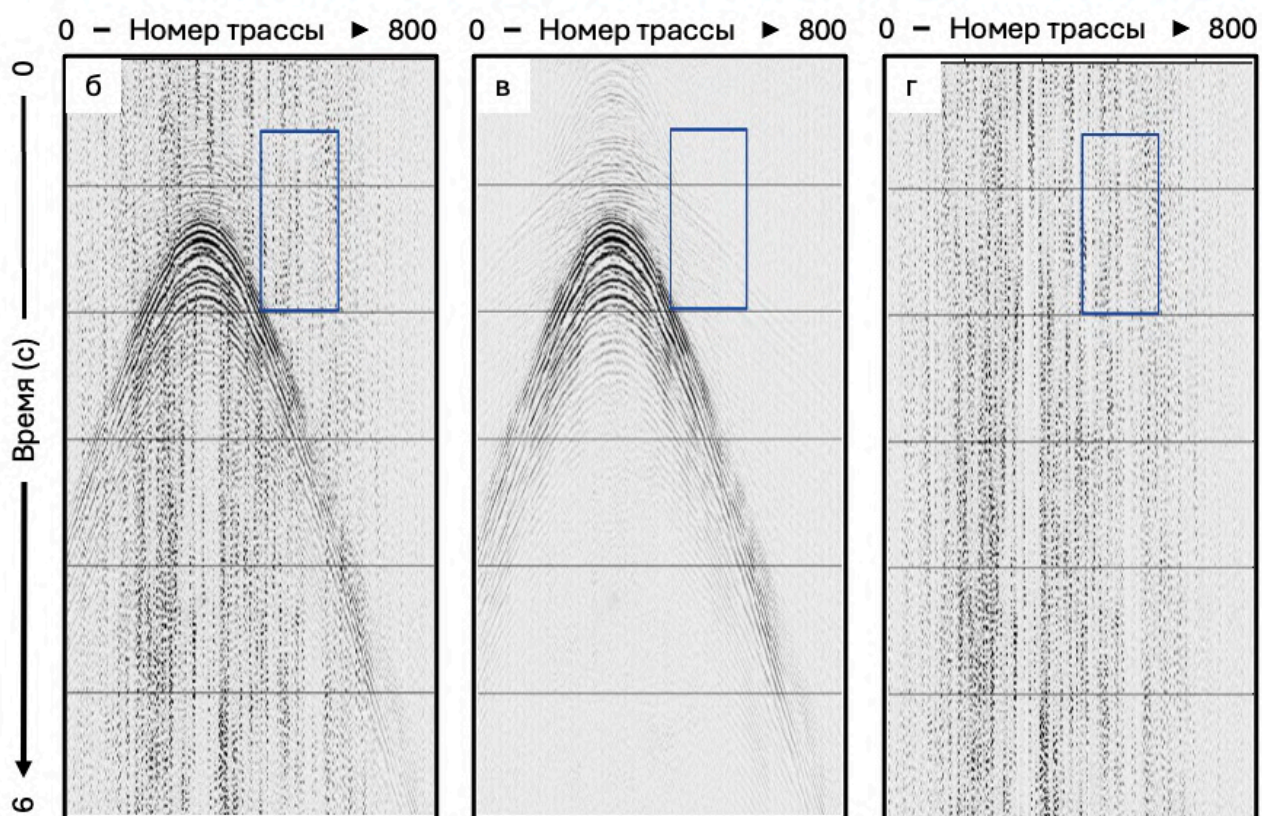 0 – Номер трассы ► 800
0 – Номер трассы ► 800
0 – Номер трассы ► 800
б
в
г
0
Время (с)
6